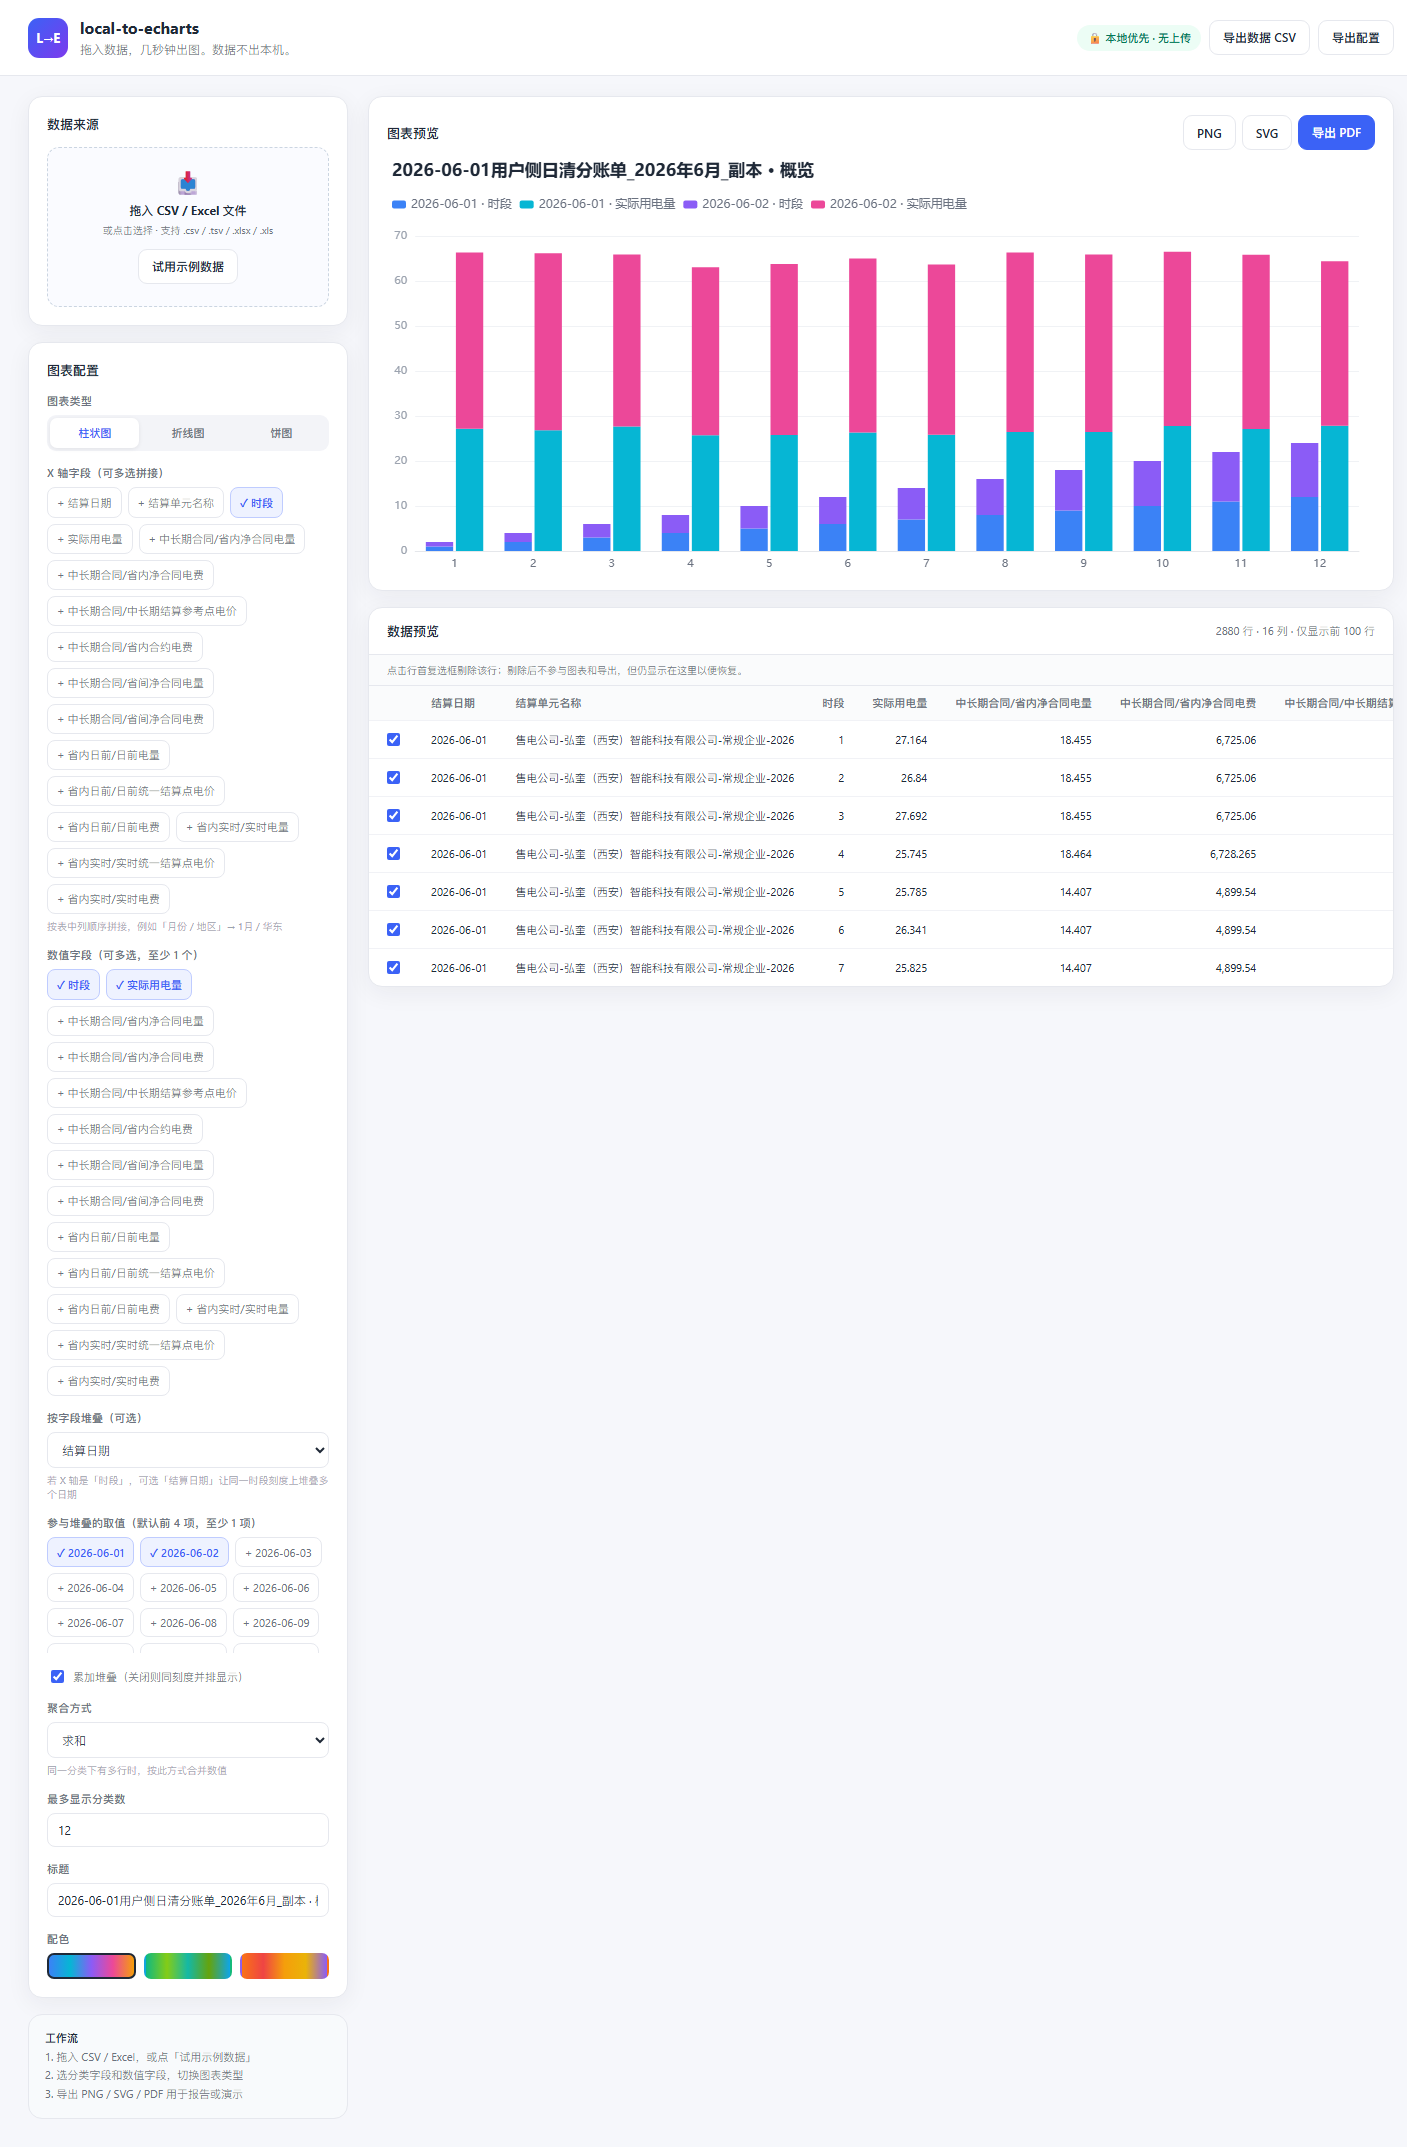 L→E
local-to-echarts
拖入数据，几秒钟出图。数据不出本机。
🔒 本地优先 · 无上传
导出数据 CSV
导出配置
数据来源
拖入 CSV / Excel 文件
或点击选择 · 支持 .csv / .tsv / .xlsx / .xls
试用示例数据
图表配置
图表类型
柱状图 折线图 饼图
X 轴字段（可多选拼接）
+ 结算日期 + 结算单元名称 ✓ 时段
+ 实际用电量 + 中长期合同/省内净合同电量
+ 中长期合同/省内净合同电费
+ 中长期合同/中长期结算参考点电价
+ 中长期合同/省内合约电费
+ 中长期合同/省间净合同电量
+ 中长期合同/省间净合同电费
+ 省内日前/日前电量
+ 省内日前/日前统一结算点电价
+ 省内日前/日前电费 + 省内实时/实时电量
+ 省内实时/实时统一结算点电价
+ 省内实时/实时电费
按表中列顺序拼接，例如「月份 / 地区」→ 1月 / 华东
数值字段（可多选，至少 1 个）
✓ 时段 ✓ 实际用电量
+ 中长期合同/省内净合同电量
+ 中长期合同/省内净合同电费
+ 中长期合同/中长期结算参考点电价
+ 中长期合同/省内合约电费
+ 中长期合同/省间净合同电量
+ 中长期合同/省间净合同电费
+ 省内日前/日前电量
+ 省内日前/日前统一结算点电价
+ 省内日前/日前电费 + 省内实时/实时电量
+ 省内实时/实时统一结算点电价
+ 省内实时/实时电费
按字段堆叠（可选）
结算日期
若 X 轴是「时段」，可选「结算日期」让同一时段刻度上堆叠多
个日期
参与堆叠的取值（默认前 4 项，至少 1 项）
✓ 2026-06-01 ✓ 2026-06-02 + 2026-06-03
+ 2026-06-04 + 2026-06-05 + 2026-06-06
+ 2026-06-07 + 2026-06-08 + 2026-06-09
累加堆叠（关闭则同刻度并排显示）
聚合方式
求和
同一分类下有多行时，按此方式合并数值
最多显示分类数
12
标题
2026-06-01用户侧日清分账单_2026年6月_副本 ·
配色
工作流
1. 拖入 CSV / Excel，或点「试用示例数据」
2. 选分类字段和数值字段，切换图表类型
3. 导出 PNG / SVG / PDF 用于报告或演示
图表预览
PNG SVG 导出 PDF
2026-06-01用户侧日清分账单_2026年6月_副本 • 概览
2026-06-01 · 时段 2026-06-01 · 实际用电量 2026-06-02 · 时段 2026-06-02 · 实际用电量
70
60
50
40
30
20
10
0
1 2 3 4 5 6 7 8 9 10 11 12
数据预览
2880 行 · 16 列 · 仅显示前 100 行
点击行首复选框剔除该行；剔除后不参与图表和导出，但仍显示在这里以便恢复。
结算日期 结算单元名称 时段 实际用电量 中长期合同/省内净合同电量 中长期合同/省内净合同电费 中长期合同/中长期结算
2026-06-01 售电公司-弘奎（西安）智能科技有限公司-常规企业-2026 1 27.164 18.455 6,725.06
2026-06-01 售电公司-弘奎（西安）智能科技有限公司-常规企业-2026 2 26.84 18.455 6,725.06
2026-06-01 售电公司-弘奎（西安）智能科技有限公司-常规企业-2026 3 27.692 18.455 6,725.06
2026-06-01 售电公司-弘奎（西安）智能科技有限公司-常规企业-2026 4 25.745 18.464 6,728.265
2026-06-01 售电公司-弘奎（西安）智能科技有限公司-常规企业-2026 5 25.785 14.407 4,899.54
2026-06-01 售电公司-弘奎（西安）智能科技有限公司-常规企业-2026 6 26.341 14.407 4,899.54
2026-06-01 售电公司-弘奎（西安）智能科技有限公司-常规企业-2026 7 25.825 14.407 4,899.54